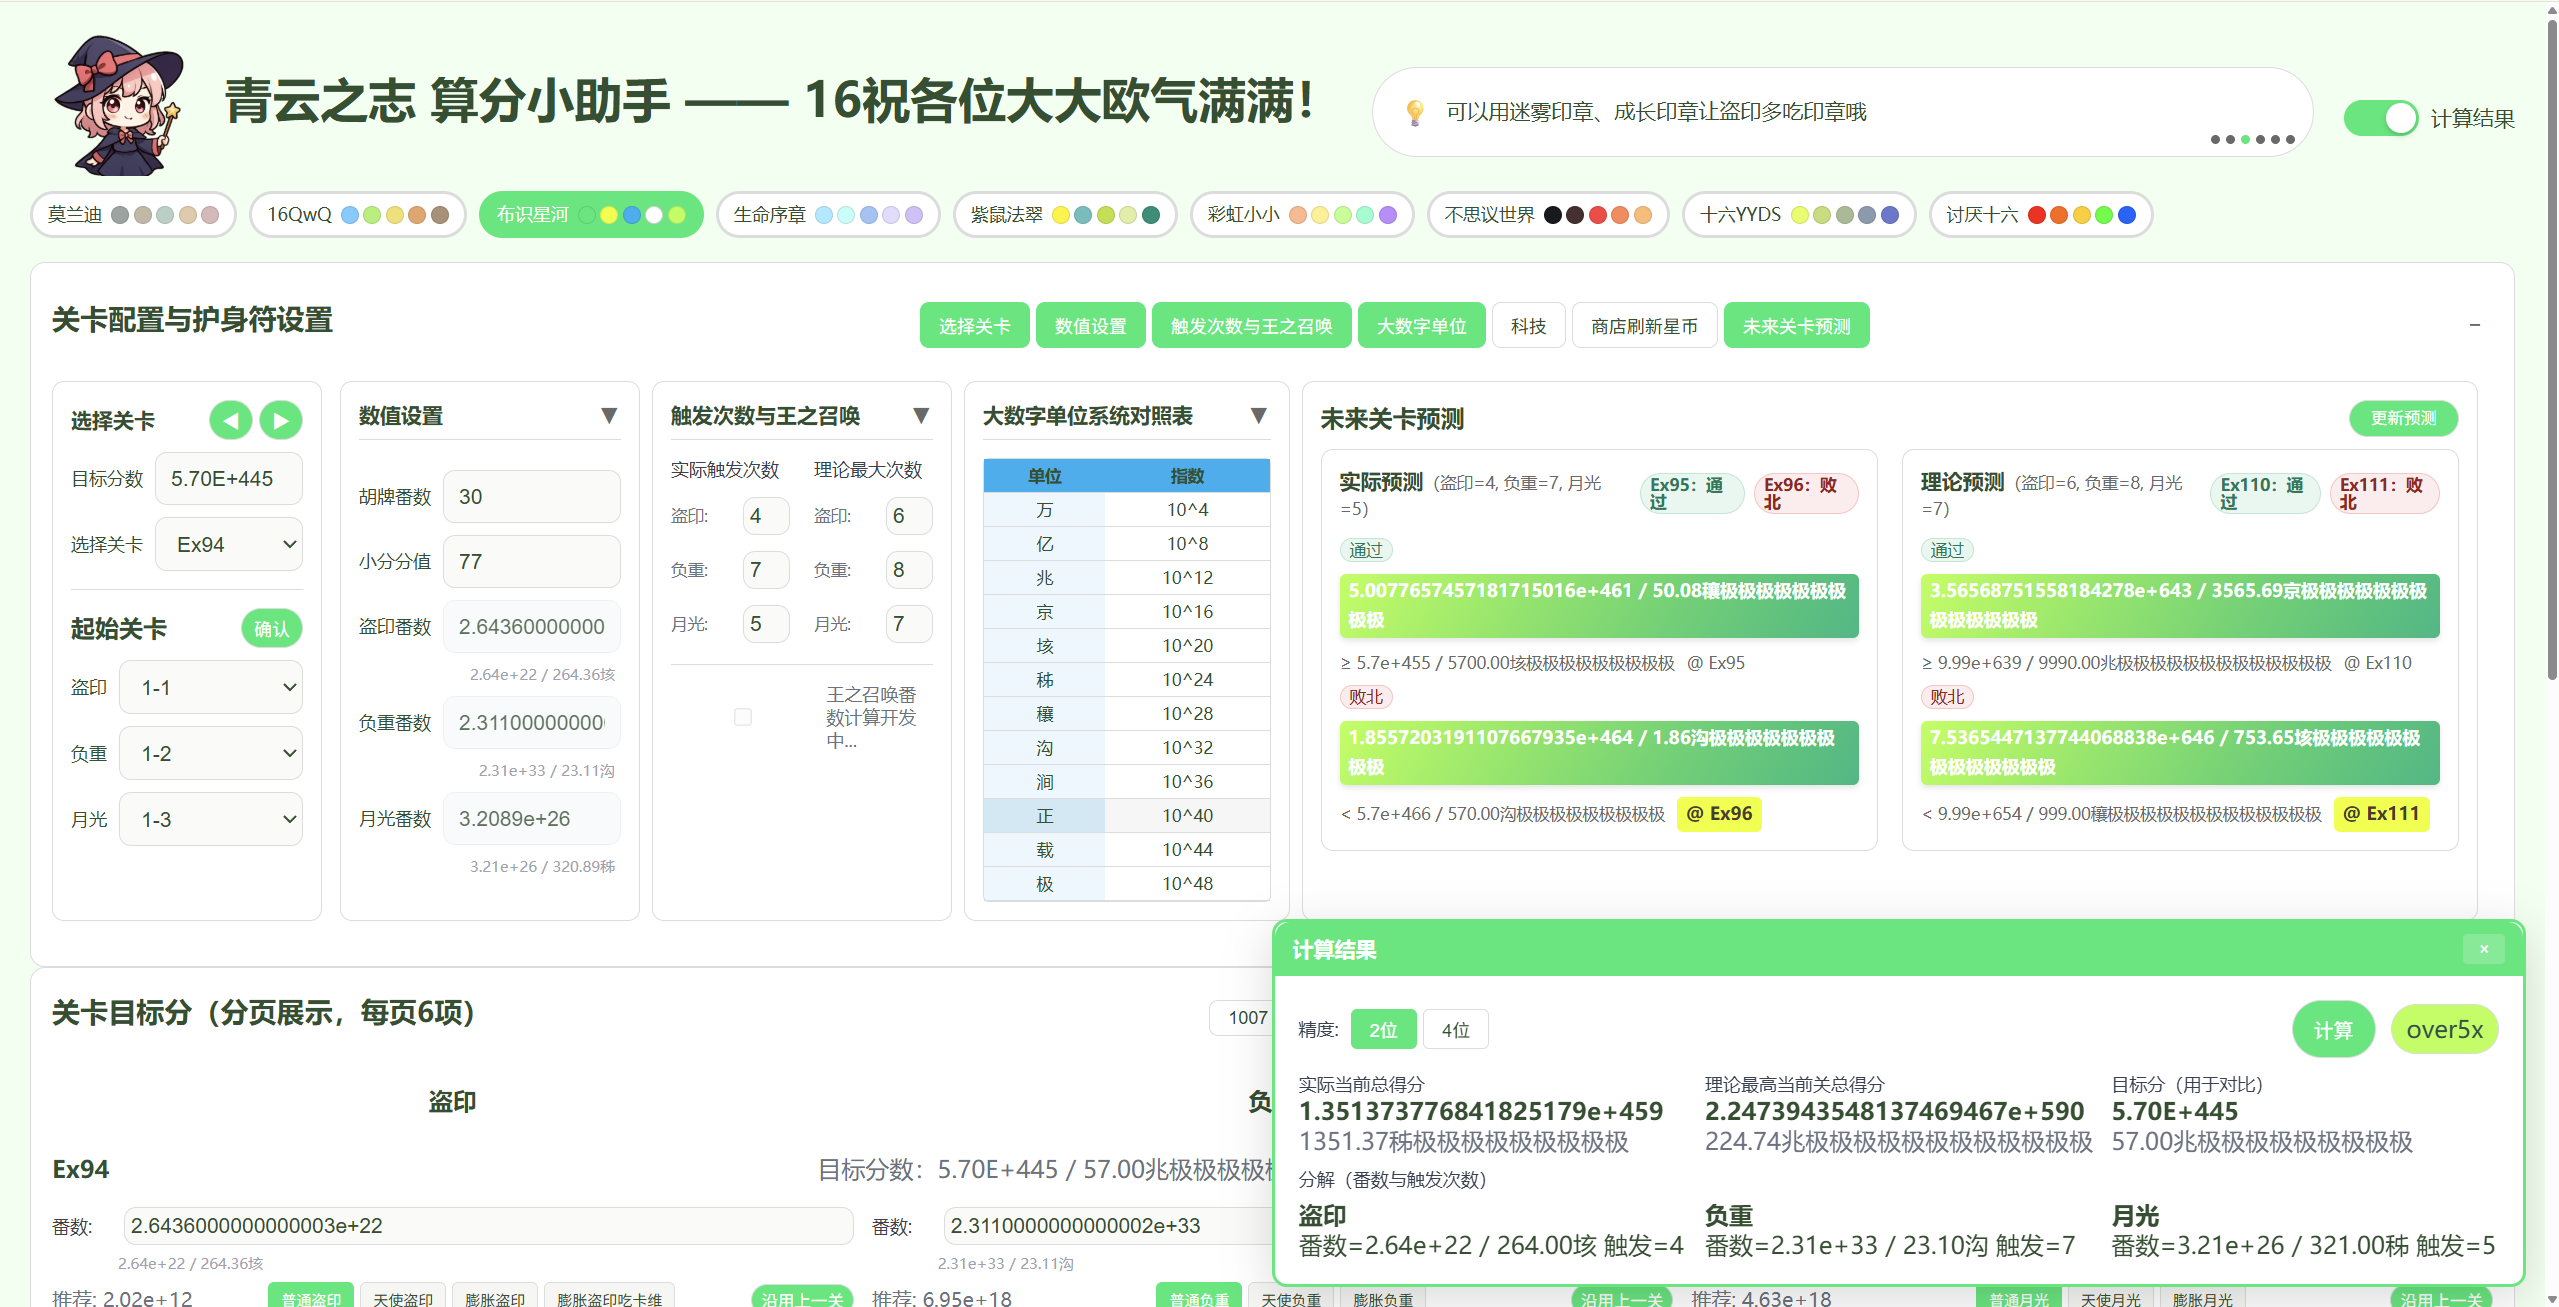 青云之志 算分小助手 —— 16祝各位大大欧气满满！
💡 可以用迷雾印章、成长印章让盗印多吃印章哦
计算结果
莫兰迪
16QwQ
布识星河
生命序章
紫鼠法翠
彩虹小小
不思议世界
十六YYDS
讨厌十六
关卡配置与护身符设置
选择关卡
数值设置
触发次数与王之召唤
大数字单位
科技
商店刷新星币
未来关卡预测
−
选择关卡
◀ ▶
目标分数 5.70E+445
选择关卡 Ex94
起始关卡 确认
盗印 1-1
负重 1-2
月光 1-3
数值设置 ▼
胡牌番数 30
小分分值 77
盗印番数 2.64360000000
2.64e+22 / 264.36垓
负重番数 2.31100000000
2.31e+33 / 23.11沟
月光番数 3.2089e+26
3.21e+26 / 320.89秭
触发次数与王之召唤 ▼
实际触发次数 理论最大次数
盗印: 4 盗印: 6
负重: 7 负重: 8
月光: 5 月光: 7
王之召唤番
数计算开发
中...
大数字单位系统对照表 ▼
单位 指数
万 10^4
亿 10^8
兆 10^12
京 10^16
垓 10^20
秭 10^24
穰 10^28
沟 10^32
涧 10^36
正 10^40
载 10^44
极 10^48
未来关卡预测
更新预测
实际预测 (盗印=4, 负重=7, 月光
=5)
Ex95：通
过
Ex96：败
北
通过
5.0077657457181715016e+461 / 50.08穰极极极极极极极
极极
≥ 5.7e+455 / 5700.00垓极极极极极极极极极 @ Ex95
败北
1.8557203191107667935e+464 / 1.86沟极极极极极极极
极极
< 5.7e+466 / 570.00沟极极极极极极极极极 @ Ex96
理论预测 (盗印=6, 负重=8, 月光
=7)
Ex110：通
过
Ex111：败
北
通过
3.56568751558184278e+643 / 3565.69京极极极极极极极
极极极极极极
≥ 9.99e+639 / 9990.00兆极极极极极极极极极极极极极 @ Ex110
败北
7.5365447137744068838e+646 / 753.65垓极极极极极极
极极极极极极极
< 9.99e+654 / 999.00穰极极极极极极极极极极极极极 @ Ex111
关卡目标分（分页展示，每页6项）
1007
盗印
负
Ex94
目标分数：5.70E+445 / 57.00兆极极极极
番数: 2.6436000000000003e+22
2.64e+22 / 264.36垓
番数: 2.3110000000000002e+33
2.31e+33 / 23.11沟
推荐: 2.02e+12 普通盗印 天使盗印 膨胀盗印 膨胀盗印吃卡维 沿用上一关
推荐: 6.95e+18 普通负重 天使负重 膨胀负重 沿用上一关
推荐: 4.63e+18 普通月光 天使月光 膨胀月光 沿用上一关
计算结果 ×
精度: 2位 4位
计算 over5x
实际当前总得分
1.351373776841825179e+459
1351.37秭极极极极极极极极极
理论最高当前关总得分
2.2473943548137469467e+590
224.74兆极极极极极极极极极极极极
目标分（用于对比）
5.70E+445
57.00兆极极极极极极极极极
分解（番数与触发次数）
盗印
番数=2.64e+22 / 264.00垓 触发=4
负重
番数=2.31e+33 / 23.10沟 触发=7
月光
番数=3.21e+26 / 321.00秭 触发=5